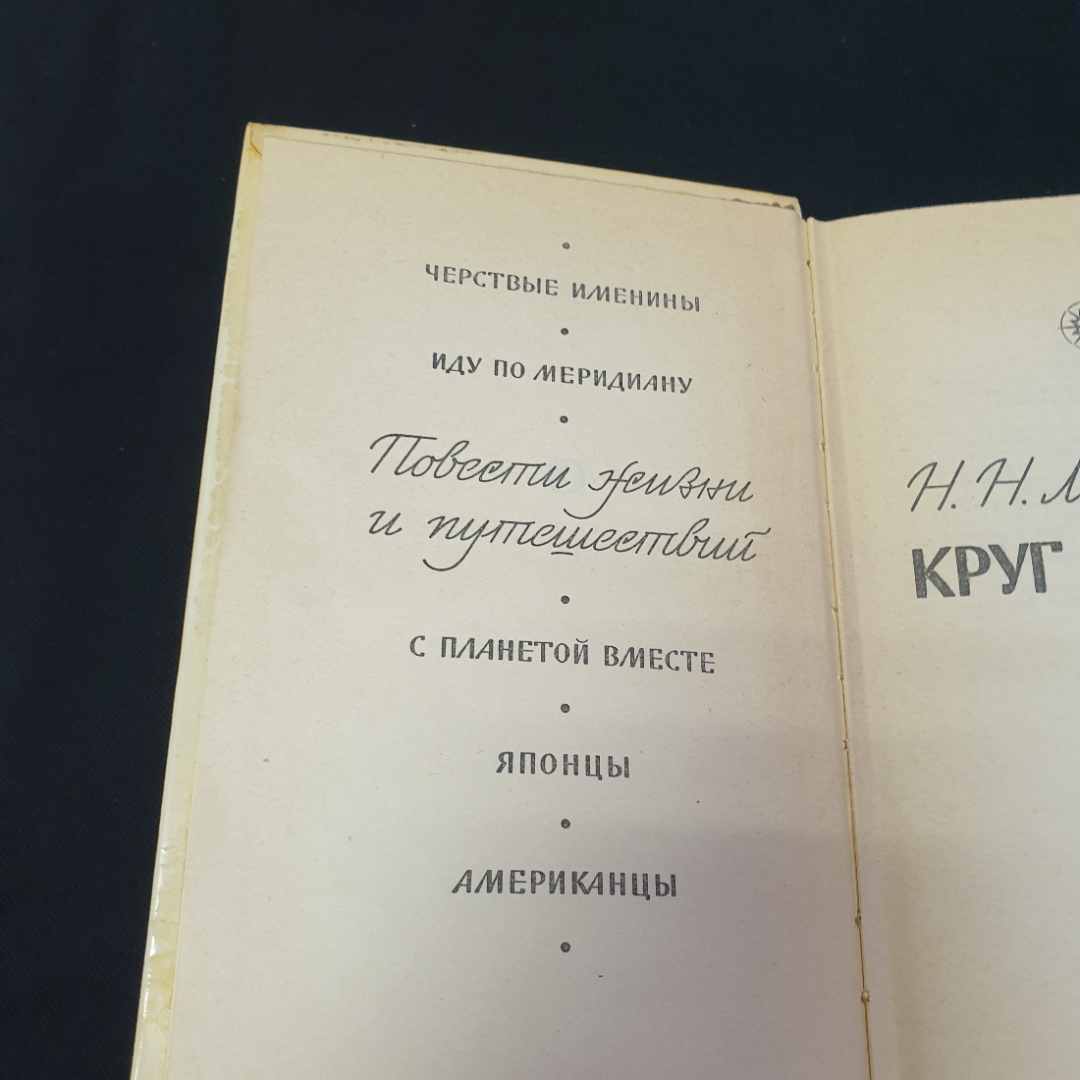 ЧЕРСТВЫЕ ИМЕНИНЫ
ИДУ ПО МЕРИДИАНУ
Повести жизни
и путешествий
С ПЛАНЕТОЙ ВМЕСТЕ
ЯПОНЦЫ
АМЕРИКАНЦЫ
Н. Н. М
КРУГ